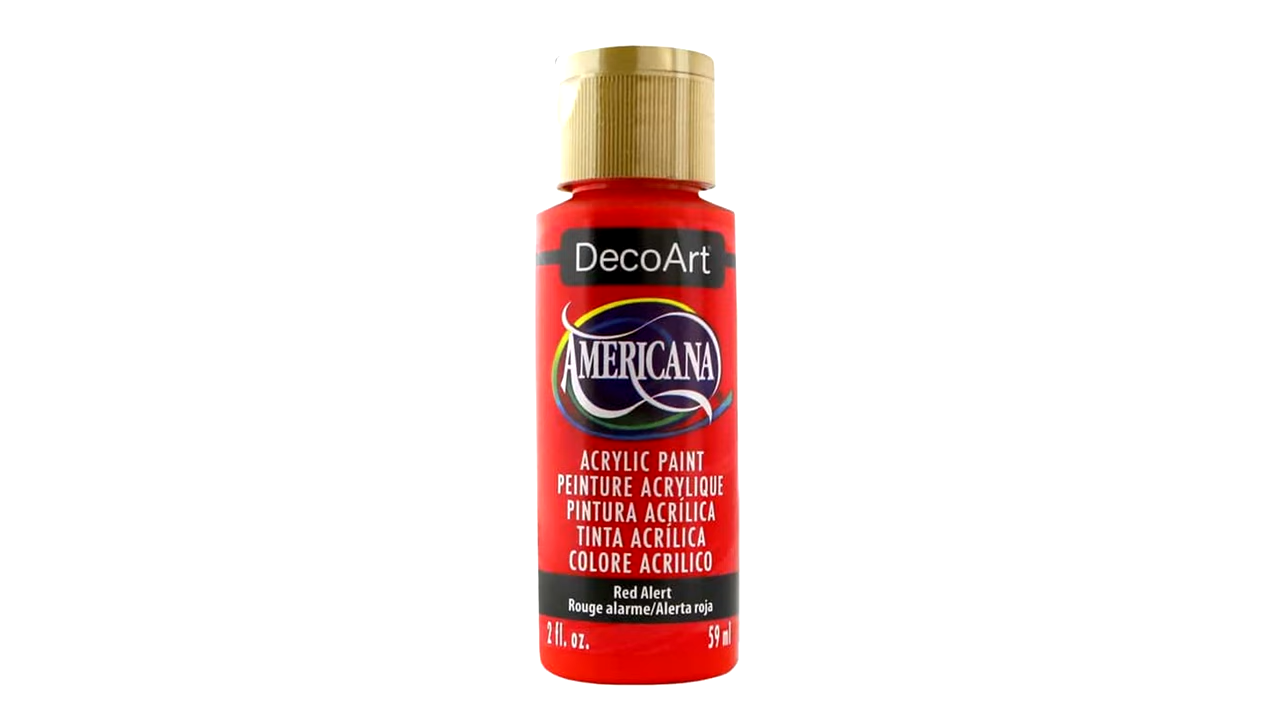 DecoArt
AMERICANA
ACRYLIC PAINT
PEINTURE ACRYLIQUE
PINTURA ACRÍLICA
TINTA ACRÍLICA
COLORE ACRILICO
Red Alert
Rouge alarme/Alerta roja
2 fl. oz. 59 ml